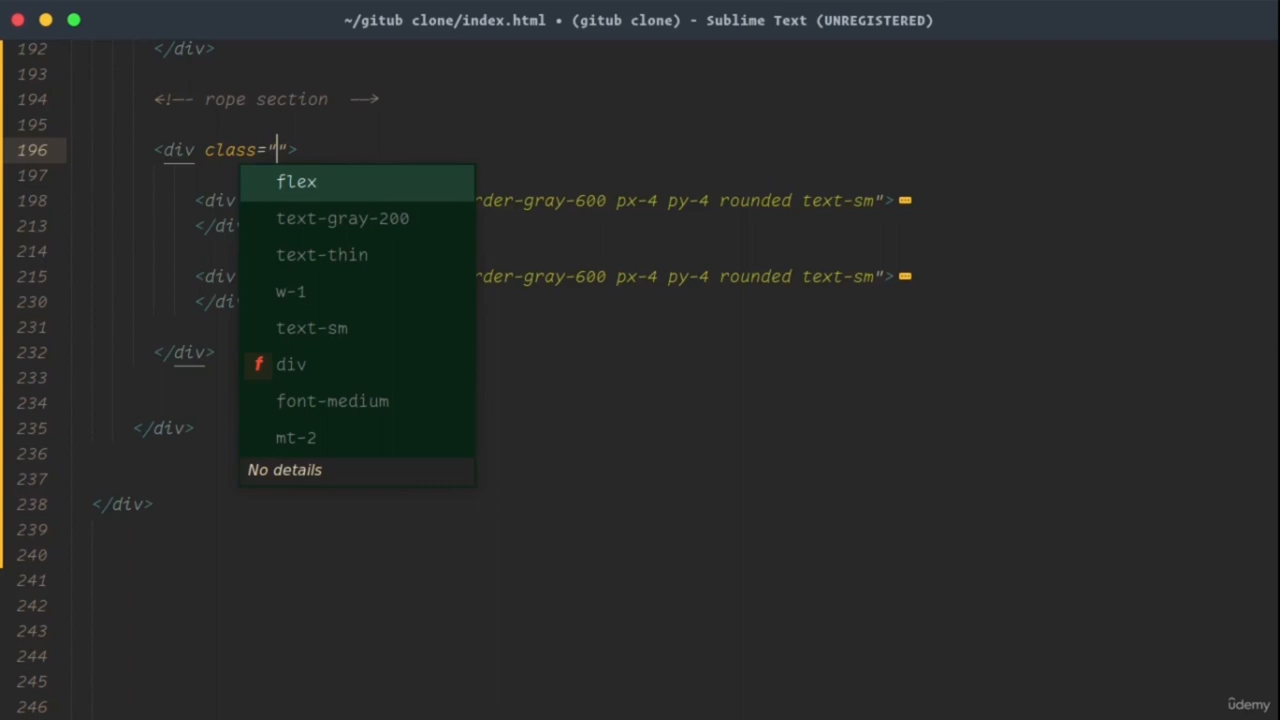 ~/gitub clone/index.html • (gitub clone) - Sublime Text (UNREGISTERED)
192 </div>
193
194 <!-- rope section -->
195
196 <div class="">
197
198 <div rder-gray-600 px-4 py-4 rounded text-sm">
213 </di
214
215 <div rder-gray-600 px-4 py-4 rounded text-sm">
230 </di
231
232 </div>
233
234
235 </div>
236
237
238 </div>
239
240
241
242
243
244
245
246
flex
text-gray-200
text-thin
w-1
text-sm
f div
font-medium
mt-2
No details
ûdemy